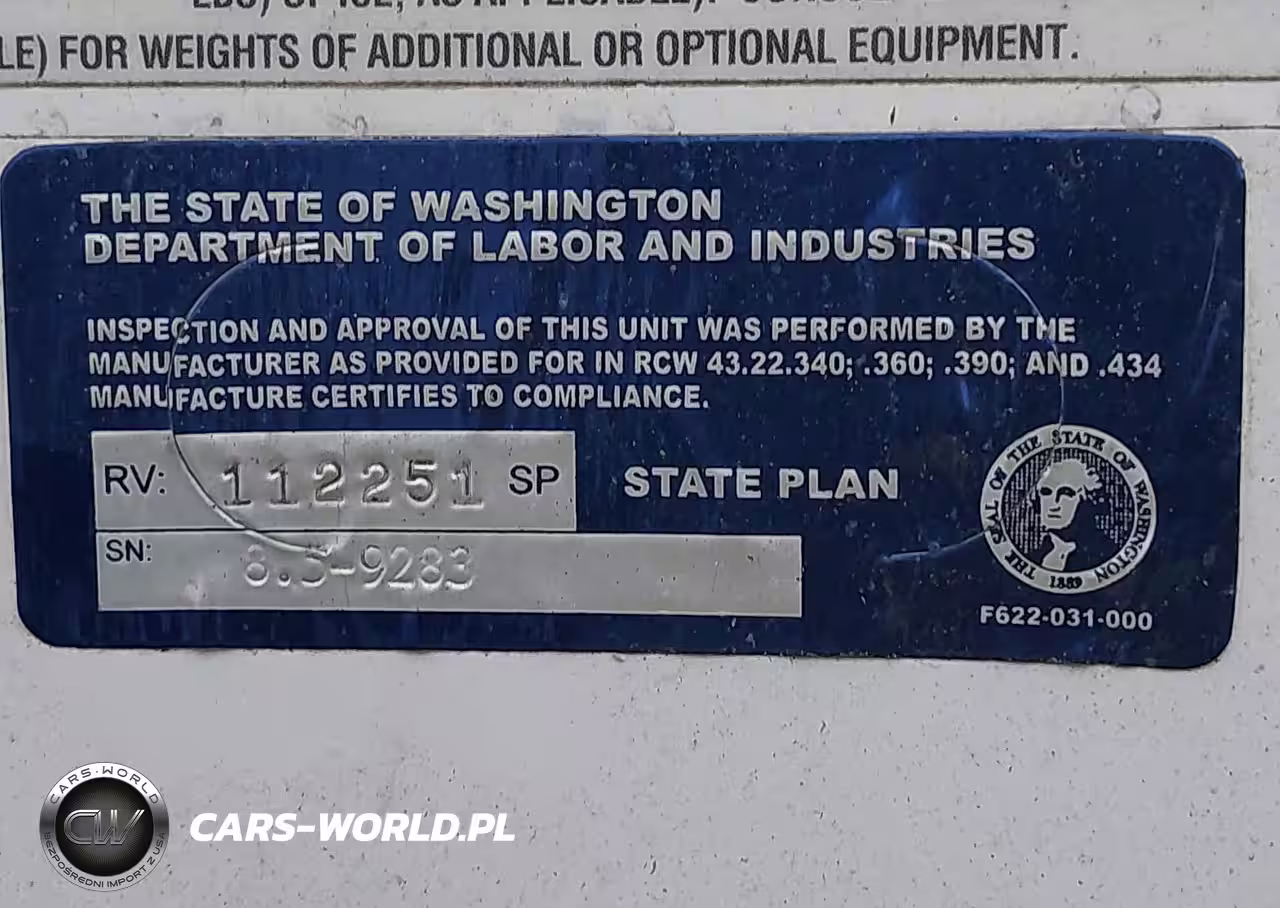 LE) FOR WEIGHTS OF ADDITIONAL OR OPTIONAL EQUIPMENT.
THE STATE OF WASHINGTON
DEPARTMENT OF LABOR AND INDUSTRIES
INSPECTION AND APPROVAL OF THIS UNIT WAS PERFORMED BY THE
MANUFACTURER AS PROVIDED FOR IN RCW 43.22.340; .360; .390; AND .434
MANUFACTURE CERTIFIES TO COMPLIANCE.
RV: 112251 SP
STATE PLAN
SN: 8.5-9283
THE SEAL OF THE STATE OF WASHINGTON
1889
F622-031-000
CARS-WORLD
CW
BEZPOŚREDNI IMPORT Z USA
CARS-WORLD.PL